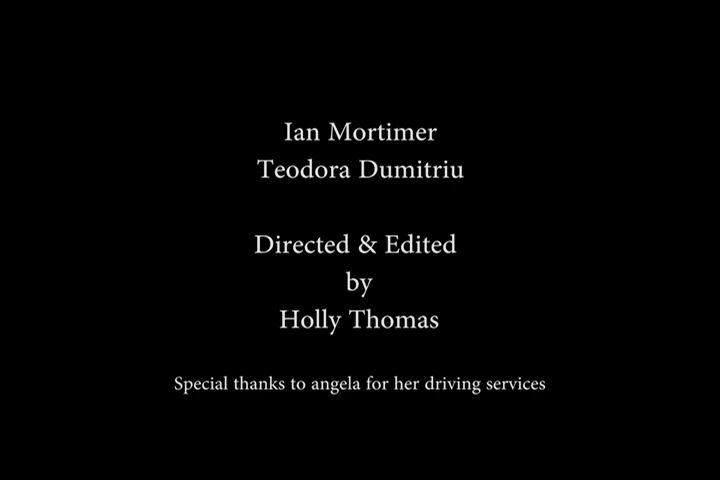 Ian Mortimer
Teodora Dumitriu
Directed & Edited
by
Holly Thomas
Special thanks to angela for her driving services